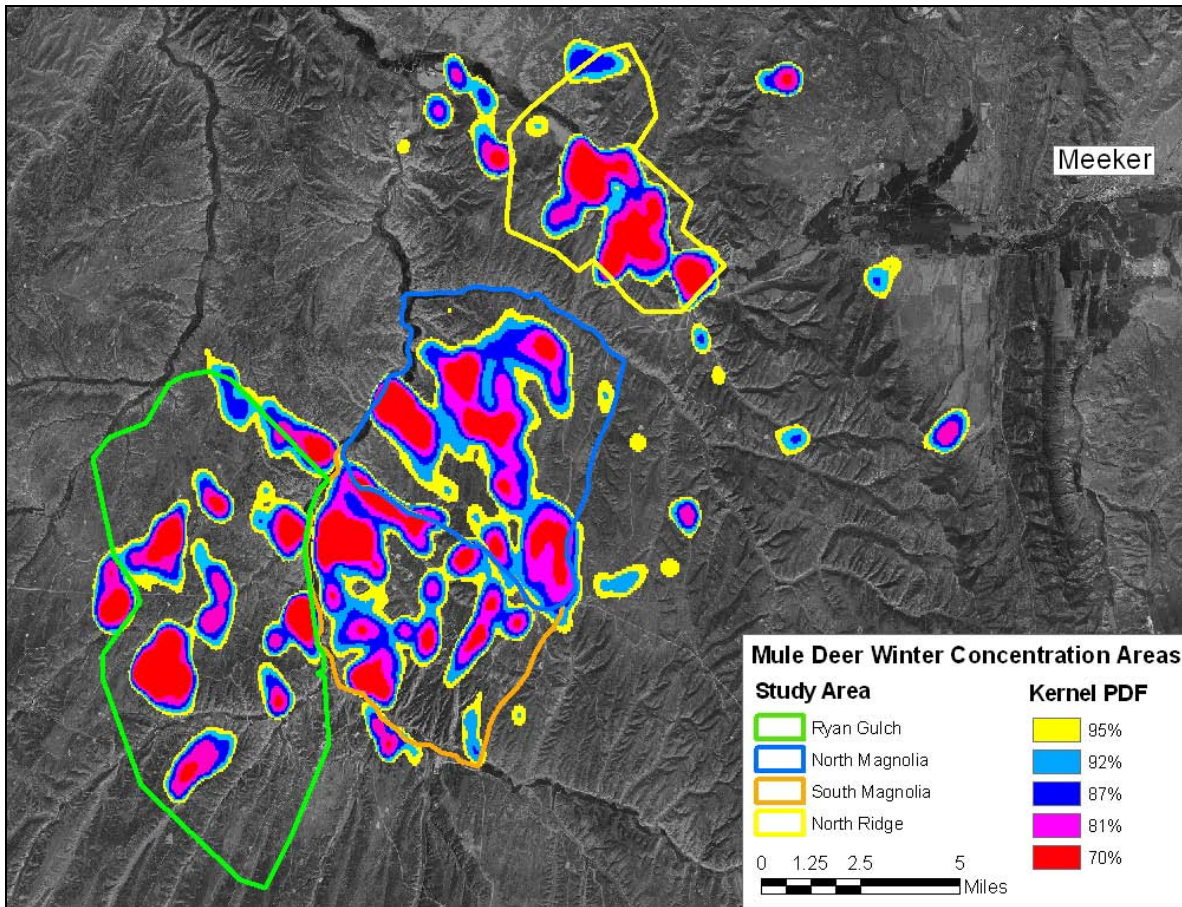 Meeker
Mule Deer Winter Concentration Areas
Study Area
Kernel PDF
Ryan Gulch
North Magnolia
South Magnolia
North Ridge
95%
92%
87%
81%
70%
0 1.25 2.5 5
Miles